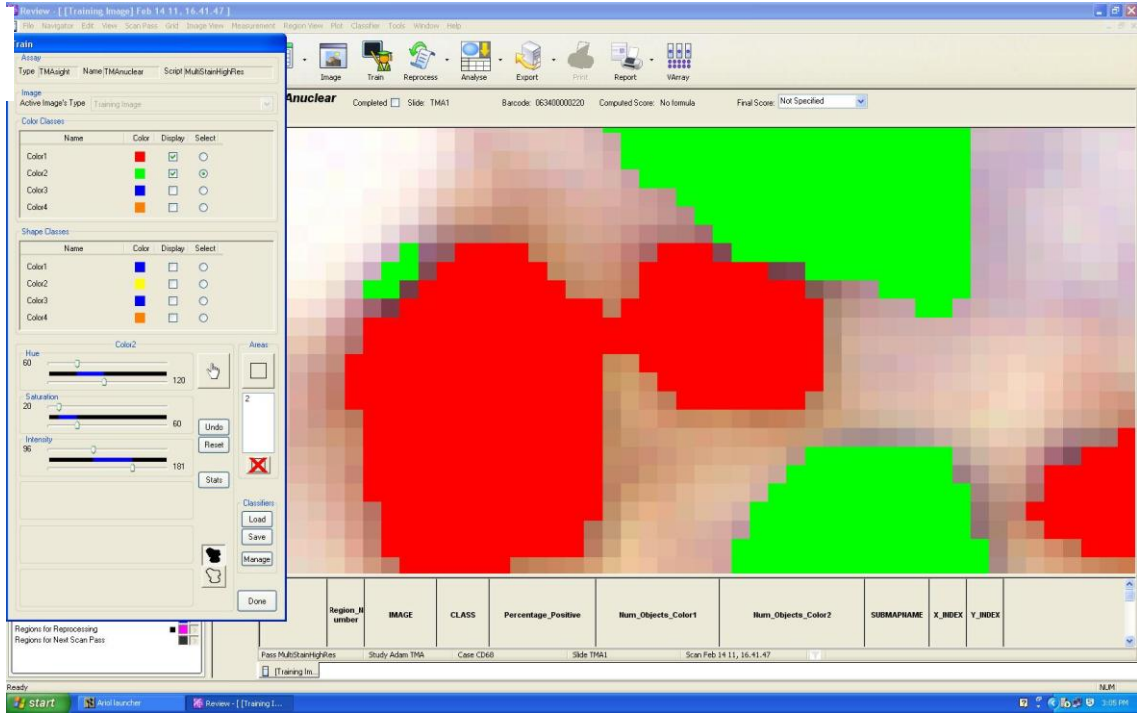 Review - [ [Training Image] Feb 14 11, 16.41.47 ]
File Navigator Edit View Scan Pass Grid Image View Measurement Region View Plot Classifier Tools Window Help
Train
Assay
Type TMAsight Name TMAnuclear Script MultiStainHighRes
Image
Active Image's Type Training Image
Color Classes
Name Color Display Select
Color1
Color2
Color3
Color4
Shape Classes
Name Color Display Select
Color1
Color2
Color3
Color4
Color2
Hue
60
120
Saturation
20
60
Intensity
96
181
Areas
2
Undo
Reset
Stats
Classifiers
Load
Save
Manage
Done
Image Train Reprocess Analyse Export Print Report VArray
Anuclear Completed Slide: TMA1 Barcode: 063400000220 Computed Score: No formula Final Score: Not Specified
Region_N
umber IMAGE CLASS Percentage_Positive Num_Objects_Color1 Num_Objects_Color2 SUBMAPNAME X_INDEX Y_INDEX
Regions for Reprocessing
Regions for Next Scan Pass
Pass MultiStainHighRes Study Adam TMA Case CD68 Slide TMA1 Scan Feb 14 11, 16.41.47
[Training Im...
Ready NUM
start Ariol launcher Review - [ [Training I... 3:05 PM